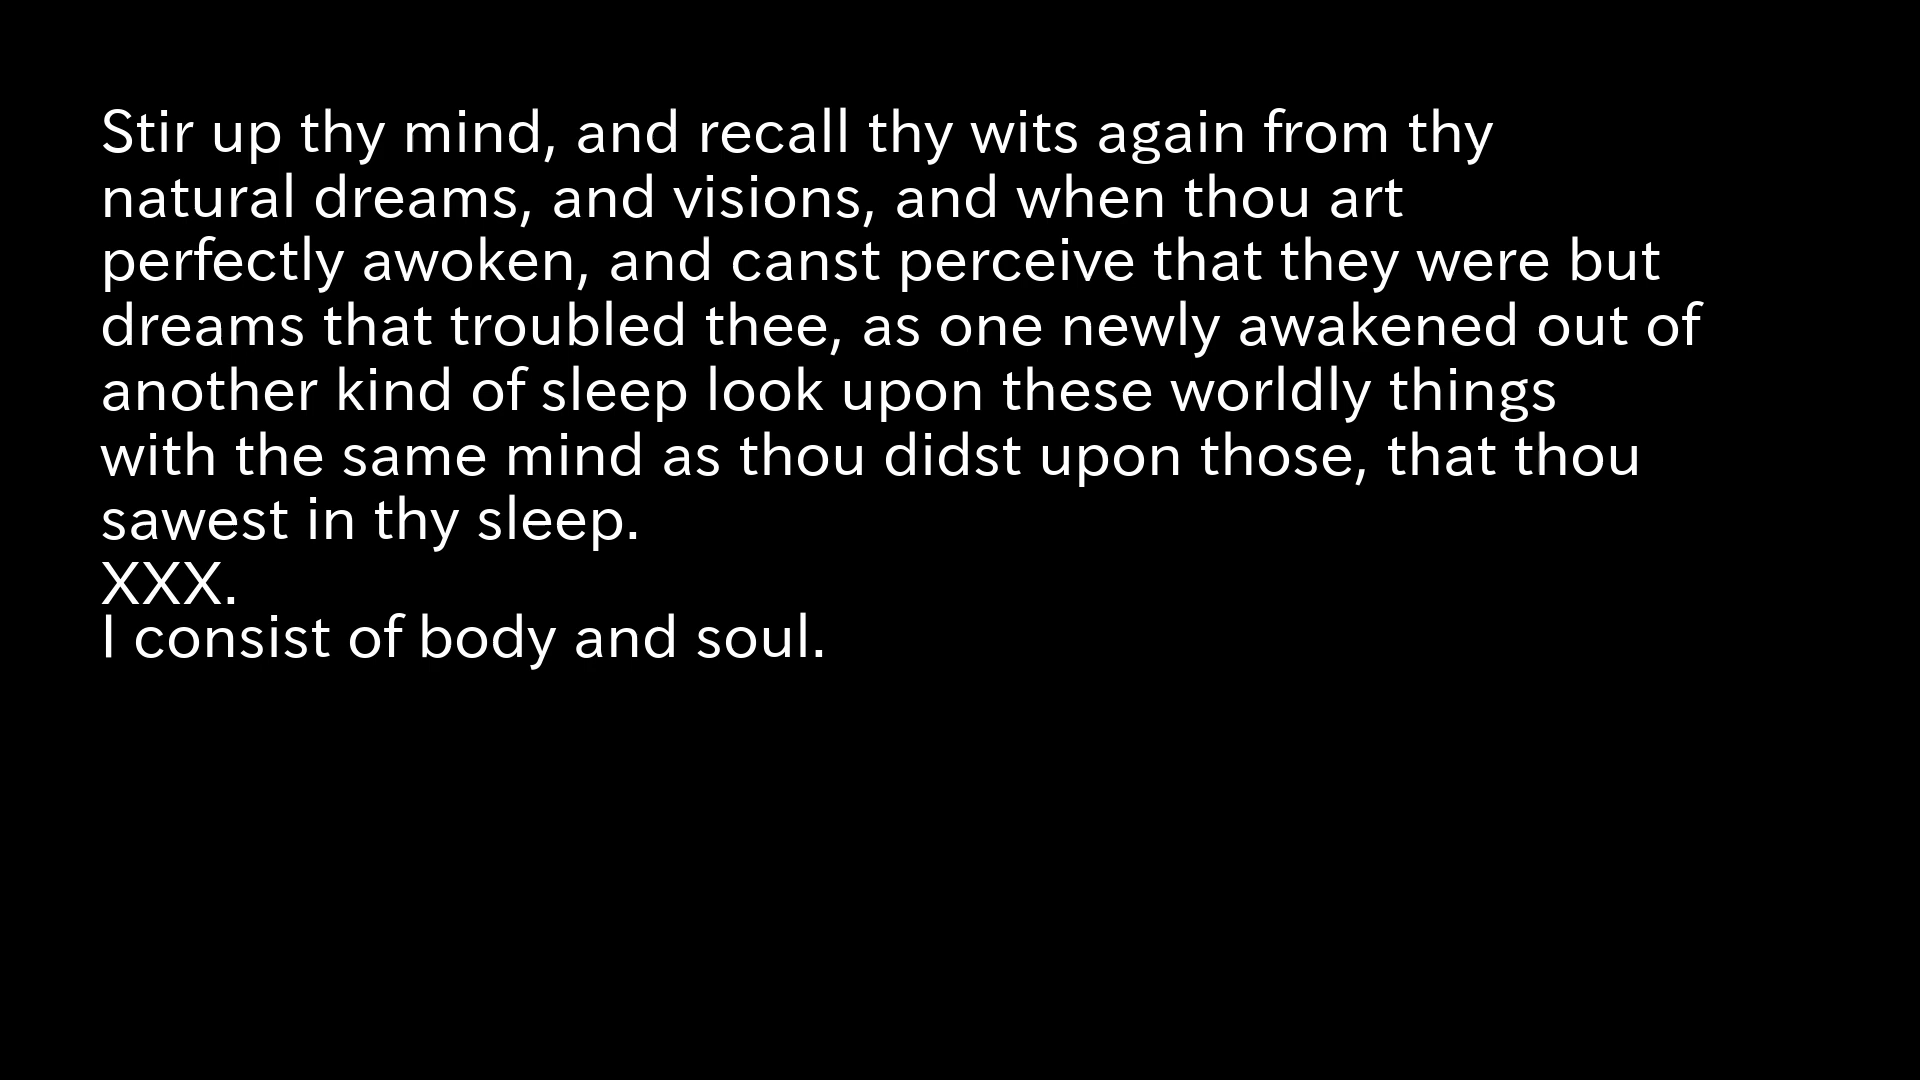 Stir up thy mind, and recall thy wits again from thy
natural dreams, and visions, and when thou art
perfectly awoken, and canst perceive that they were but
dreams that troubled thee, as one newly awakened out of
another kind of sleep look upon these worldly things
with the same mind as thou didst upon those, that thou
sawest in thy sleep.
XXX.
I consist of body and soul.